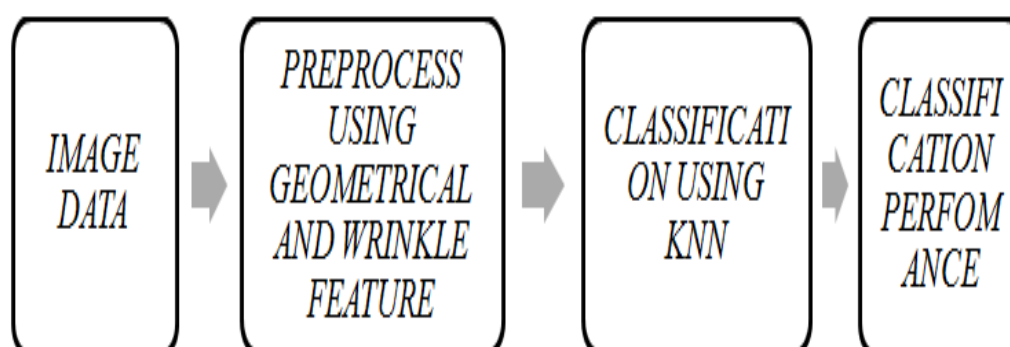 IMAGE
DATA
PREPROCESS
USING
GEOMETRICAL
AND WRINKLE
FEATURE
CLASSIFICATI
ON USING
KNN
CLASSIFI
CATION
PERFOM
ANCE